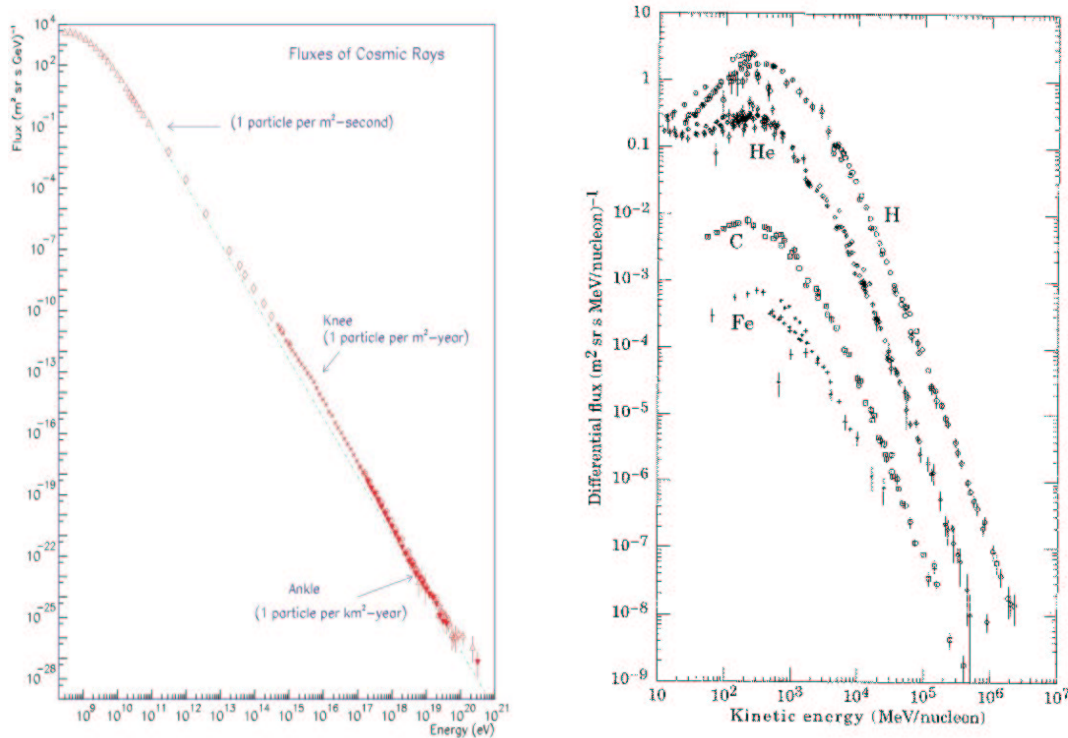 10⁴
10²
10⁻¹
10⁻⁴
10⁻⁷
10⁻¹⁰
10⁻¹³
10⁻¹⁶
10⁻¹⁹
10⁻²²
10⁻²⁵
10⁻²⁸
Flux (m² sr s GeV)⁻¹
Fluxes of Cosmic Rays
(1 particle per m²−second)
Knee
(1 particle per m²−year)
Ankle
(1 particle per km²−year)
10⁹ 10¹⁰ 10¹¹ 10¹² 10¹³ 10¹⁴ 10¹⁵ 10¹⁶ 10¹⁷ 10¹⁸ 10¹⁹ 10²⁰ 10²¹
Energy (eV)
10
1
0.1
10⁻²
10⁻³
10⁻⁴
10⁻⁵
10⁻⁶
10⁻⁷
10⁻⁸
10⁻⁹
Differential flux (m² sr s MeV/nucleon)⁻¹
He
H
C
Fe
10 10² 10³ 10⁴ 10⁵ 10⁶ 10⁷
Kinetic energy (MeV/nucleon)